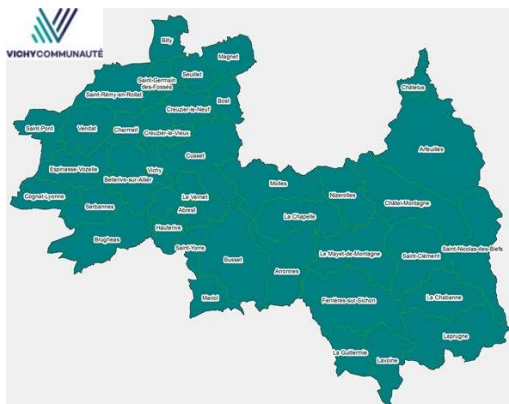 VICHYCOMMUNAUTÉ
Billy
Magnet
Seuillet
Saint-Germain
des-Fossés
Saint-Rémy-en-Rollat
Bost
Creuzier-le-Neuf
Châtelus
Saint-Pont
Vendat
Charmeil
Creuzier-le-Vieux
Arfeuilles
Cusset
Espinasse-Vozelle
Vichy
Bellerive-sur-Allier
Molles
Nizerolles
Cognat-Lyonne
Le Vernet
Châtel-Montagne
Serbannes
Abrest
La Chapelle
Hauterive
Brugheas
Saint-Yorre
Saint-Nicolas-des-Biefs
Le Mayet-de-Montagne
Saint-Clément
Busset
Arronnes
Mariol
Ferrières-sur-Sichon
La Chabanne
Laprugne
La Guillermie
Lavoine